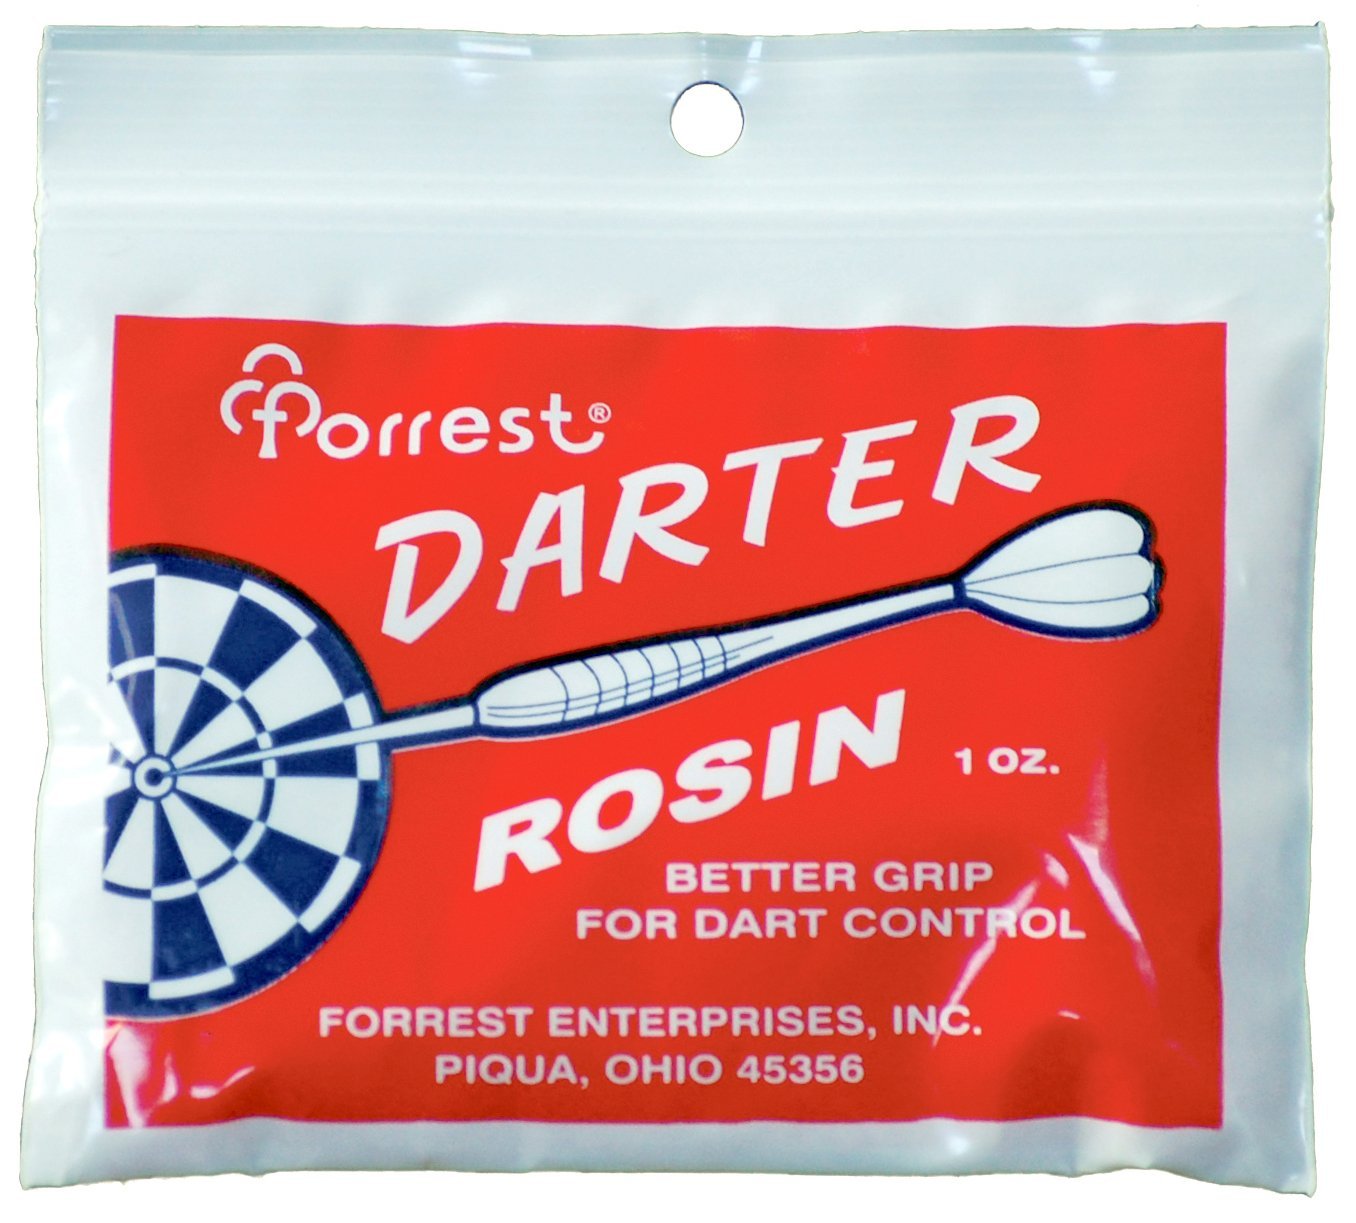 Forrest®
DARTER
ROSIN 1 OZ.
BETTER GRIP
FOR DART CONTROL
FORREST ENTERPRISES, INC.
PIQUA, OHIO 45356